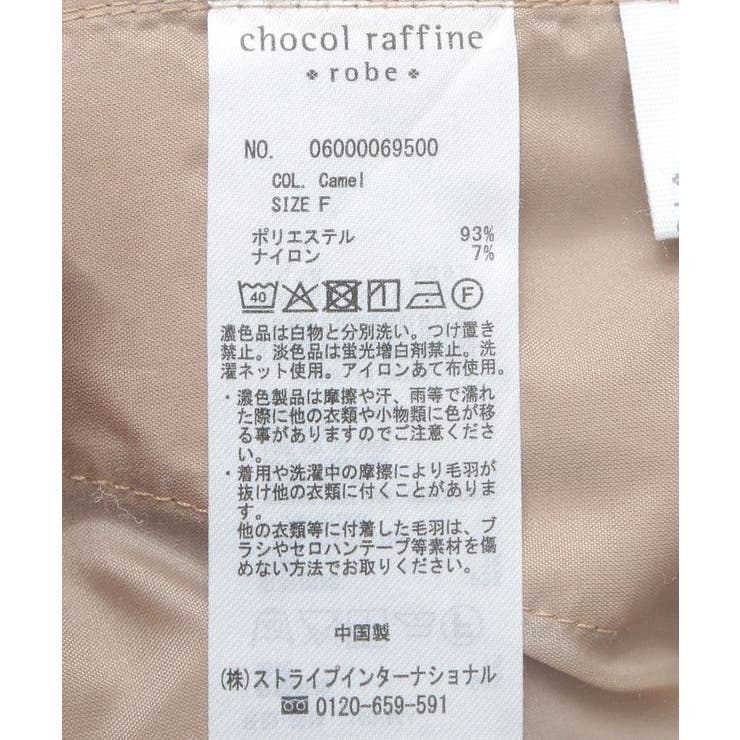 chocol raffine
robe
NO. 06000069500
COL. Camel
SIZE F
ポリエステル 93%
ナイロン 7%
40 F
濃色品は白物と分別洗い。つけ置き
禁止。淡色品は蛍光増白剤禁止。洗
濯ネット使用。アイロンあて布使用。
・濃色製品は摩擦や汗、雨等で濡れ
た際に他の衣類や小物類に色が移
る事がありますのでご注意くださ
い。
・着用や洗濯中の摩擦により毛羽が
抜け他の衣類に付くことがありま
す。
他の衣類等に付着した毛羽は、ブ
ラシやセロハンテープ等素材を傷
めない方法でお取りください。
中国製
(株)ストライプインターナショナル
0120-659-591